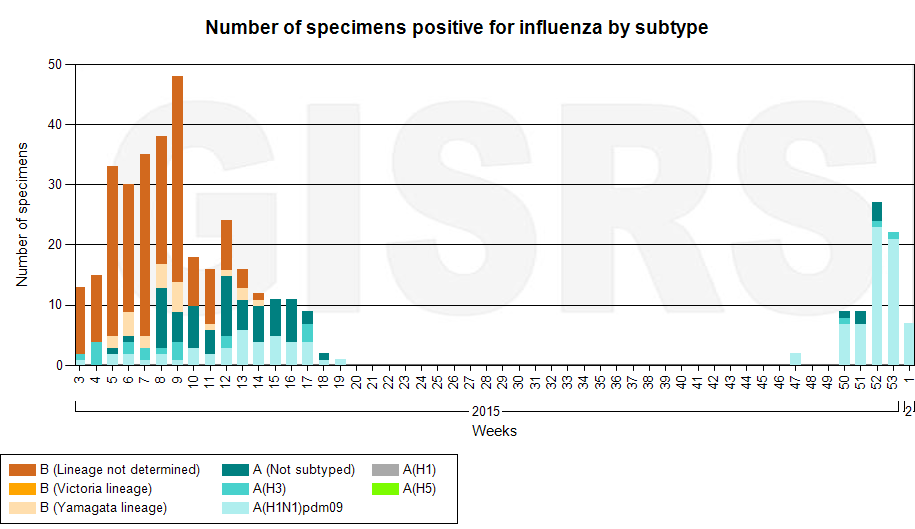 Number of specimens positive for influenza by subtype
GISRS
Number of specimens
50
40
30
20
10
0
3 4 5 6 7 8 9 10 11 12 13 14 15 16 17 18 19 20 21 22 23 24 25 26 27 28 29 30 31 32 33 34 35 36 37 38 39 40 41 42 43 44 45 46 47 48 49 50 51 52 53 1
2015 2
Weeks
B (Lineage not determined) A (Not subtyped) A(H1)
B (Victoria lineage) A(H3) A(H5)
B (Yamagata lineage) A(H1N1)pdm09